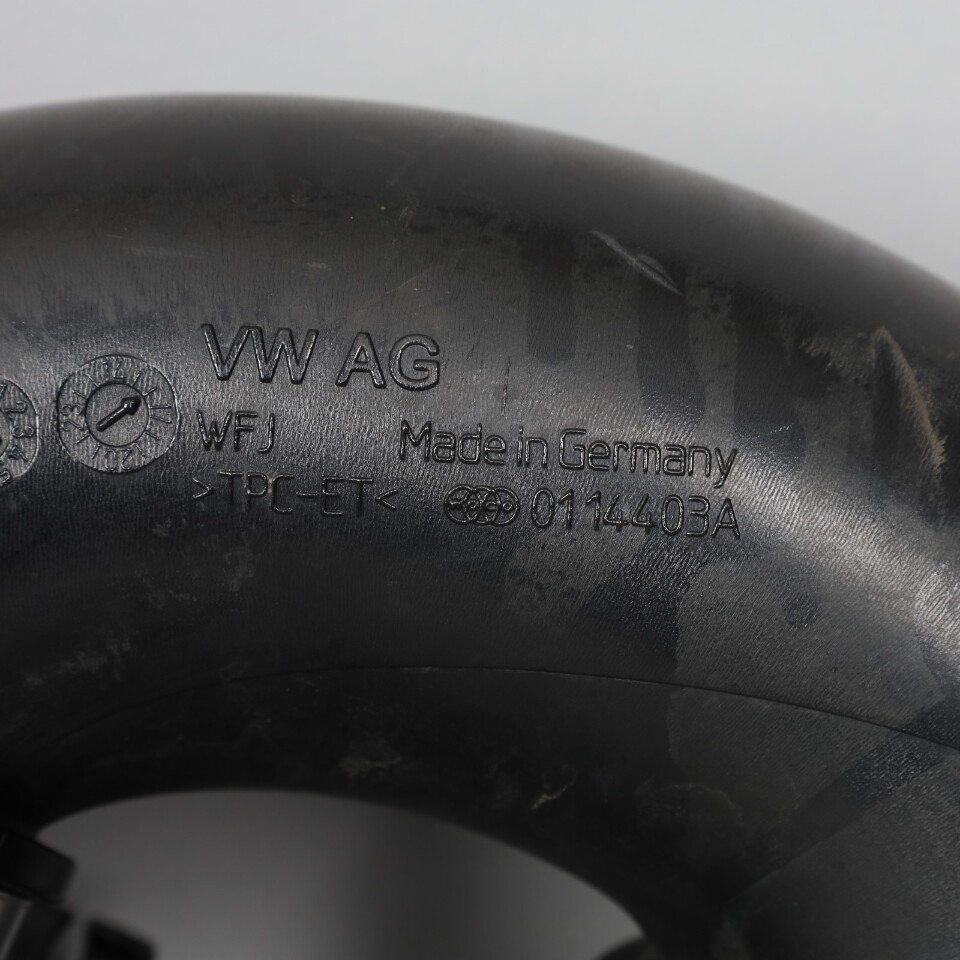 VW AG
WFJ
Made in Germany
>TPC-ET<
0114403A